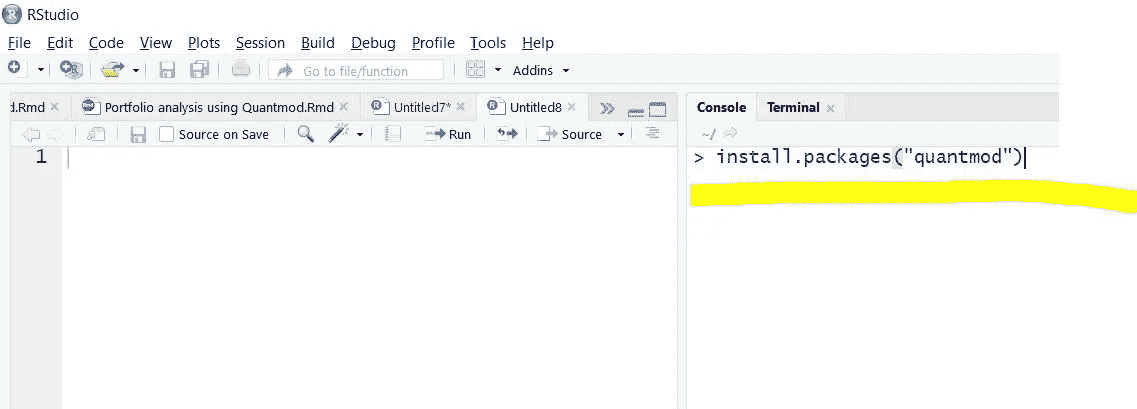 RStudio
File Edit Code View Plots Session Build Debug Profile Tools Help
Go to file/function Addins
d.Rmd Portfolio analysis using Quantmod.Rmd Untitled7* Untitled8
Source on Save Run Source
1
Console Terminal
~/
> install.packages("quantmod")